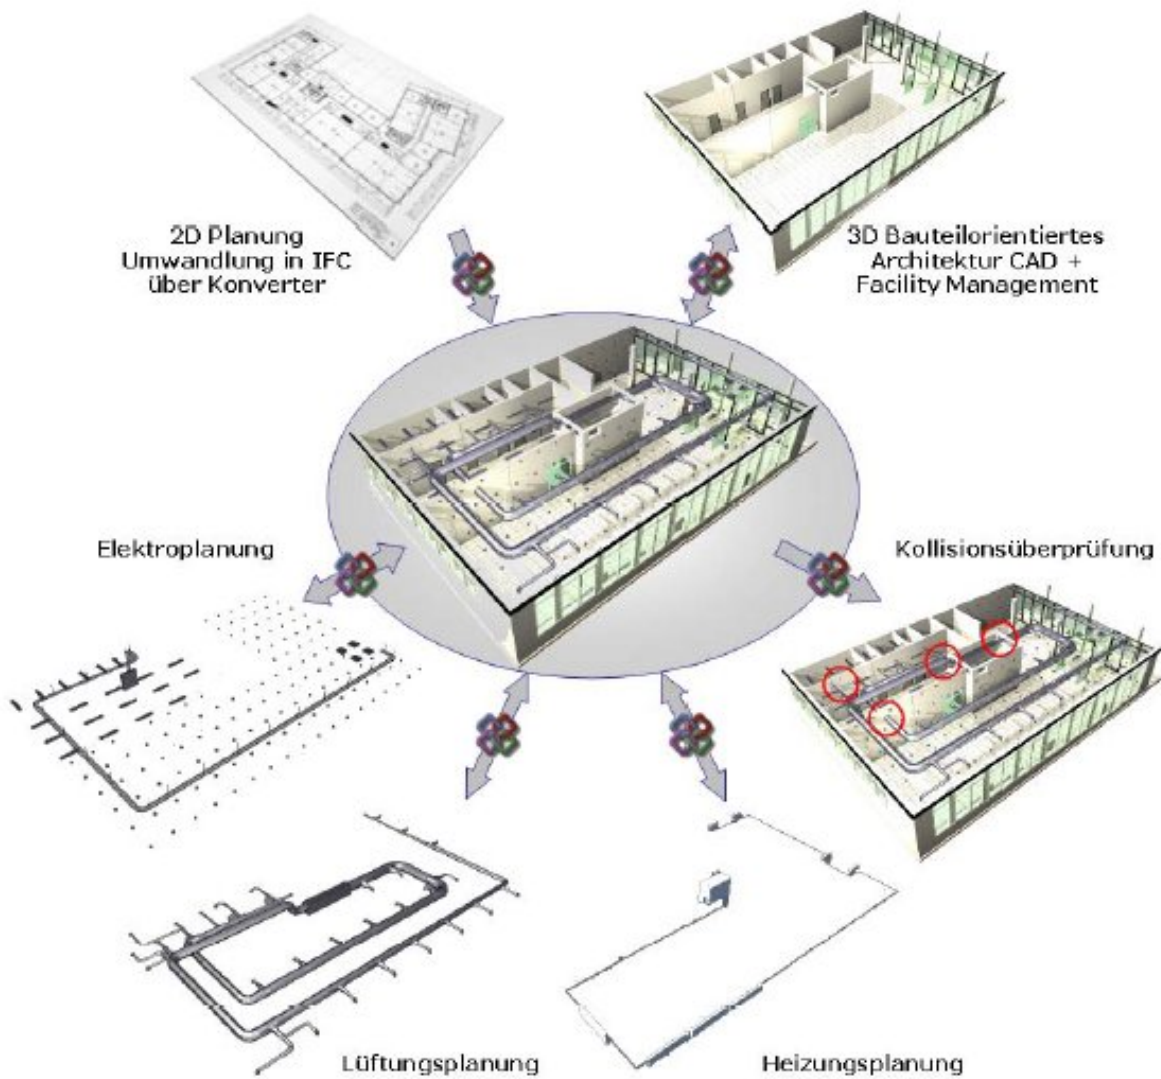 2D Planung
Umwandlung in IFC
über Konverter
3D Bauteilorientiertes
Architektur CAD +
Facility Management
Elektroplanung
Kollisionsüberprüfung
Lüftungsplanung
Heizungsplanung